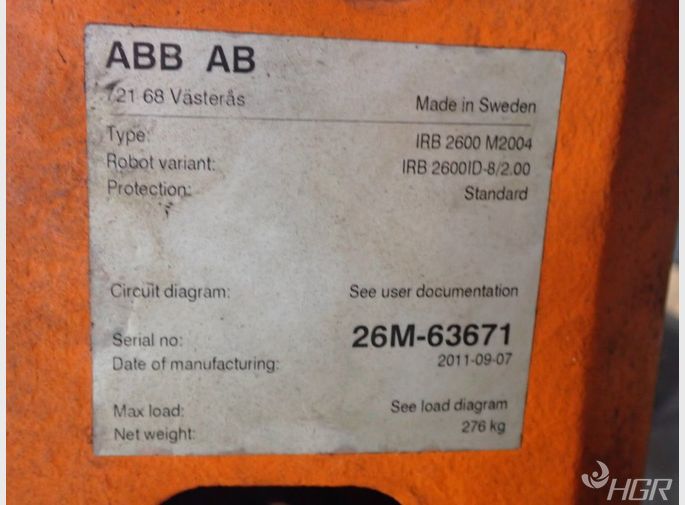 ABB AB
721 68 Västerås
Made in Sweden
Type: IRB 2600 M2004
Robot variant: IRB 2600ID-8/2.00
Protection: Standard
Circuit diagram: See user documentation
Serial no: 26M-63671
Date of manufacturing: 2011-09-07
Max load: See load diagram
Net weight: 276 kg
HGR